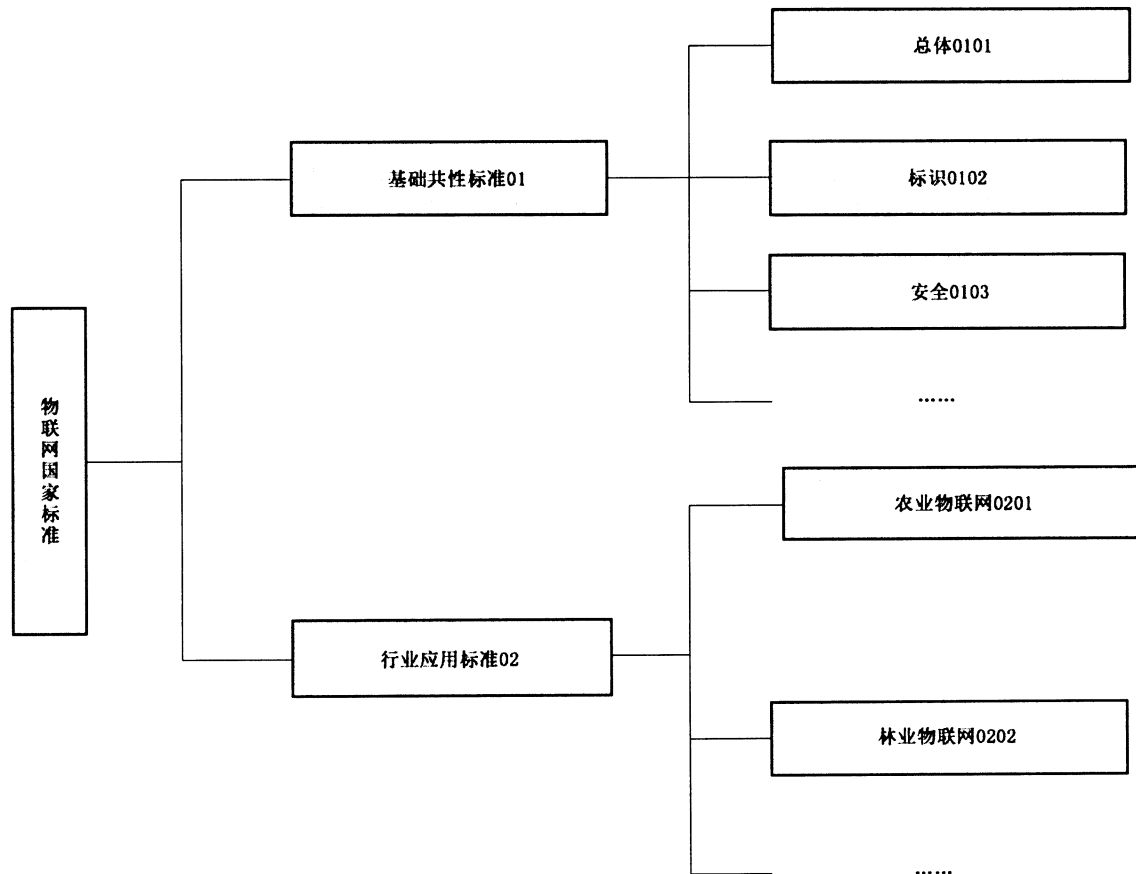 物联网国家标准
基础共性标准01
总体0101
标识0102
安全0103
……
行业应用标准02
农业物联网0201
林业物联网0202
……